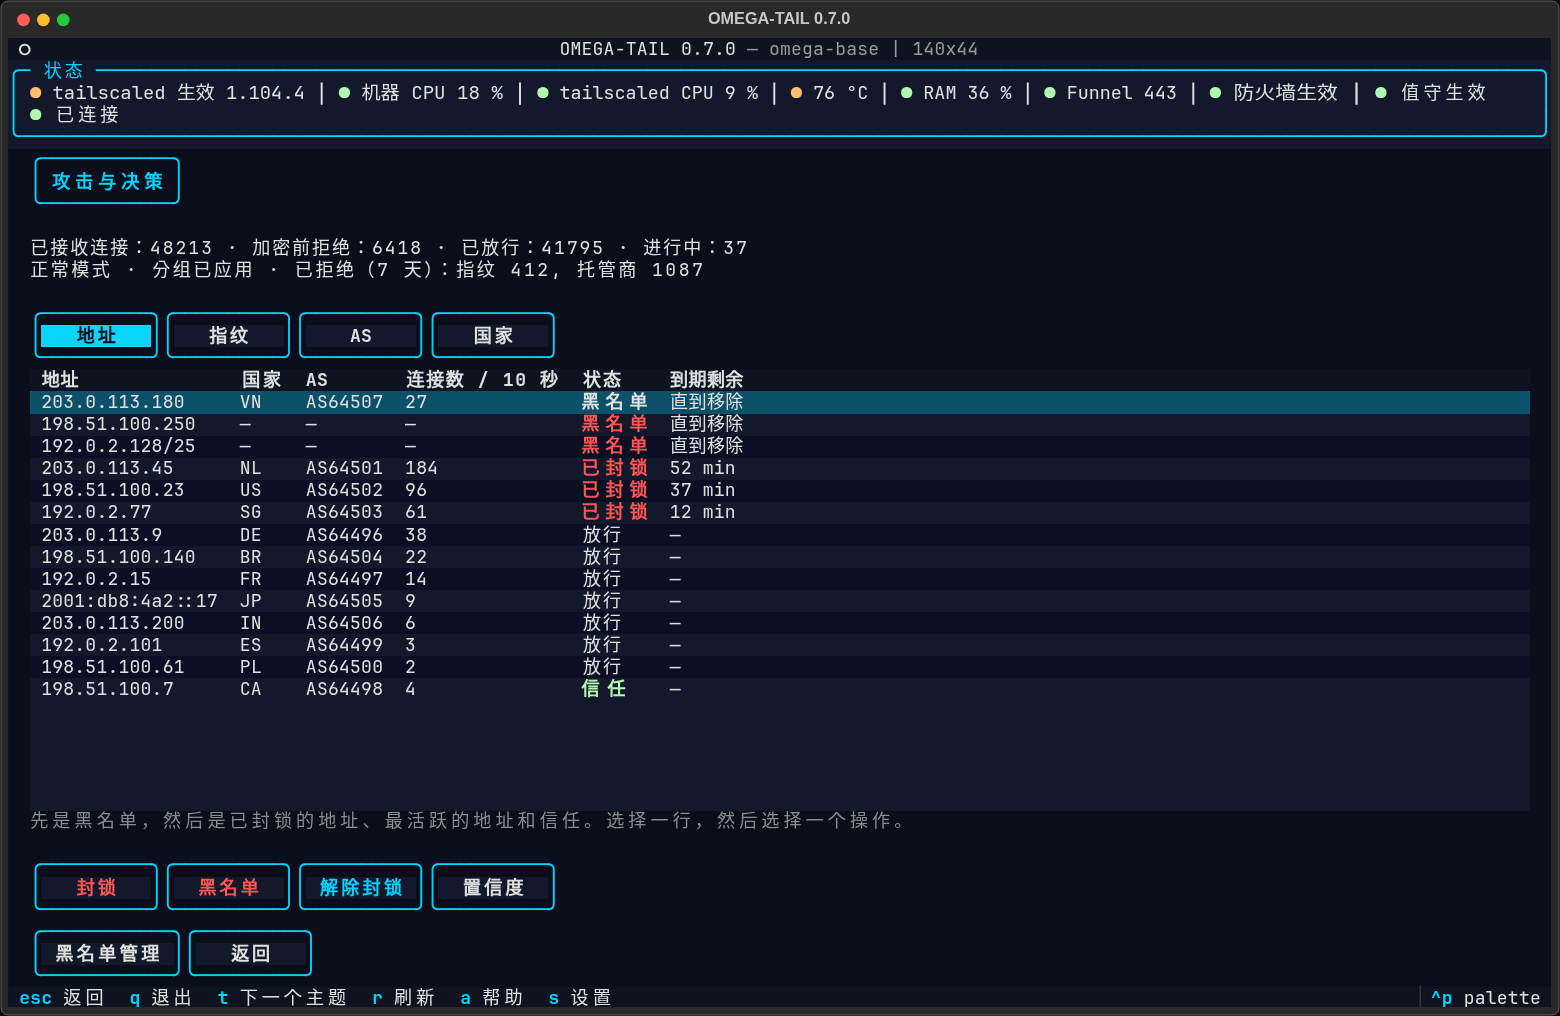 OMEGA-TAIL 0.7.0
OMEGA-TAIL 0.7.0 — omega-base | 140x44
状态
tailscaled 生效 1.104.4 | 机器 CPU 18 % | tailscaled CPU 9 % | 76 °C | RAM 36 % | Funnel 443 | 防火墙生效 | 值守生效
已连接
攻击与决策
已接收连接：48213 · 加密前拒绝：6418 · 已放行：41795 · 进行中：37
正常模式 · 分组已应用 · 已拒绝（7 天）：指纹 412, 托管商 1087
地址 指纹 AS 国家
地址 国家 AS 连接数 / 10 秒 状态 到期剩余
203.0.113.180 VN AS64507 27 黑名单 直到移除
198.51.100.250 — — — 黑名单 直到移除
192.0.2.128/25 — — — 黑名单 直到移除
203.0.113.45 NL AS64501 184 已封锁 52 min
198.51.100.23 US AS64502 96 已封锁 37 min
192.0.2.77 SG AS64503 61 已封锁 12 min
203.0.113.9 DE AS64496 38 放行 —
198.51.100.140 BR AS64504 22 放行 —
192.0.2.15 FR AS64497 14 放行 —
2001:db8:4a2::17 JP AS64505 9 放行 —
203.0.113.200 IN AS64506 6 放行 —
192.0.2.101 ES AS64499 3 放行 —
198.51.100.61 PL AS64500 2 放行 —
198.51.100.7 CA AS64498 4 信任 —
先是黑名单，然后是已封锁的地址、最活跃的地址和信任。选择一行，然后选择一个操作。
封锁 黑名单 解除封锁 置信度
黑名单管理 返回
esc 返回 q 退出 t 下一个主题 r 刷新 a 帮助 s 设置 ^p palette